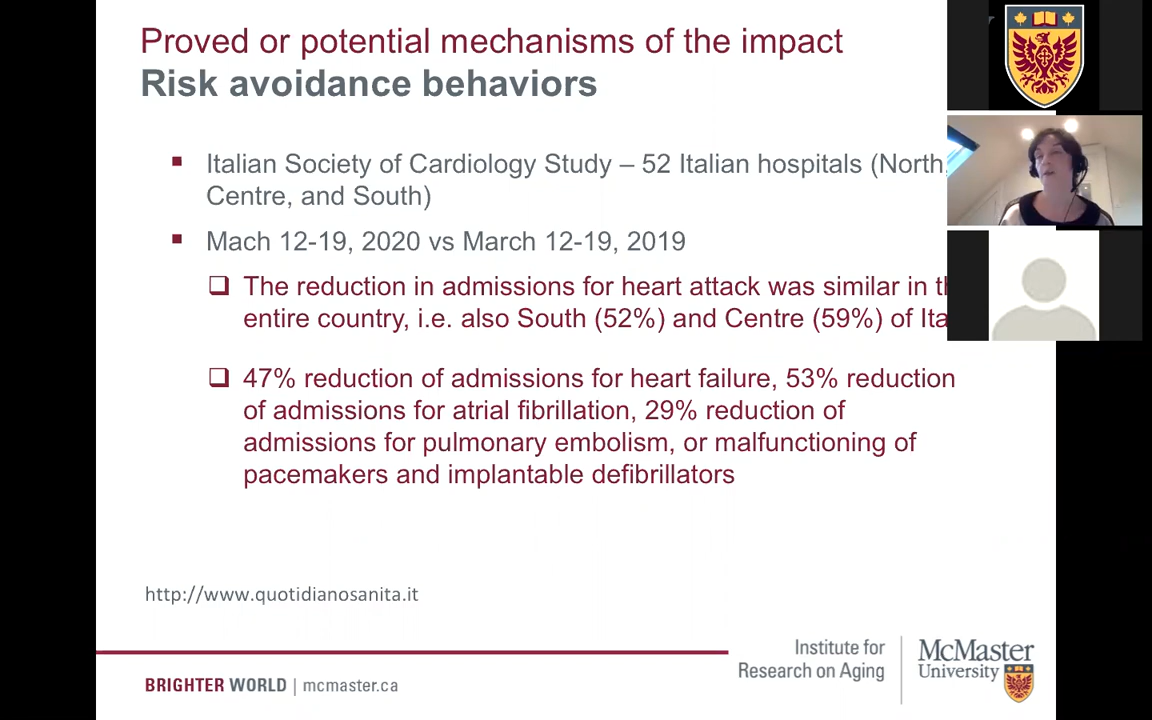 Proved or potential mechanisms of the impact
Risk avoidance behaviors
Italian Society of Cardiology Study – 52 Italian hospitals (North,
Centre, and South)
Mach 12-19, 2020 vs March 12-19, 2019
The reduction in admissions for heart attack was similar in
entire country, i.e. also South (52%) and Centre (59%) of
47% reduction of admissions for heart failure, 53% reduction
of admissions for atrial fibrillation, 29% reduction of
admissions for pulmonary embolism, or malfunctioning of
pacemakers and implantable defibrillators
http://www.quotidianosanita.it
Institute for
Research on Aging
McMaster
University
BRIGHTER WORLD | mcmaster.ca